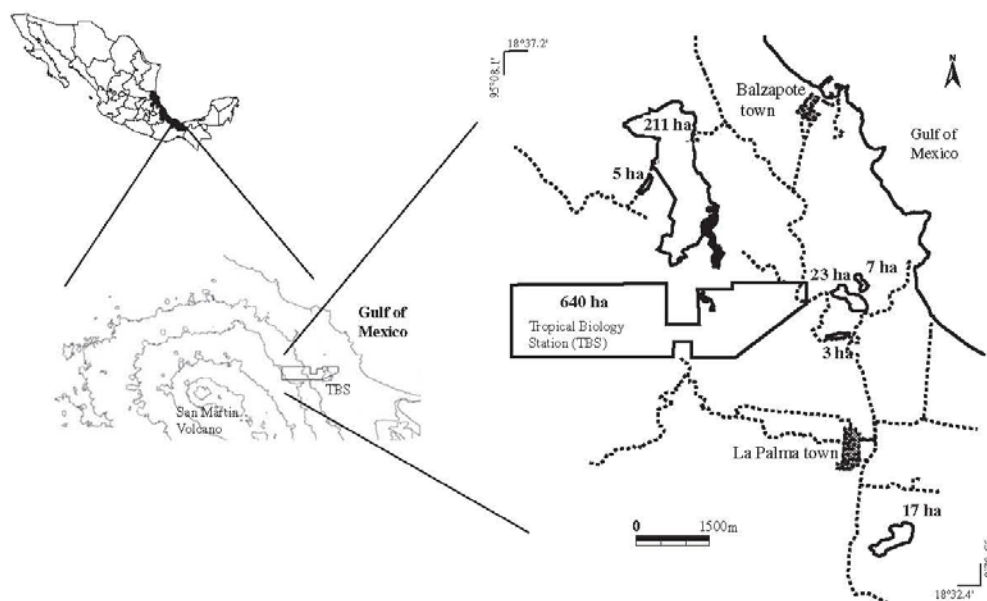 18°37.2'
95°08.1'
N
Balzapote
town
Gulf of
Mexico
211 ha
5 ha
23 ha
7 ha
640 ha
Tropical Biology
Station (TBS)
3 ha
Gulf of
Mexico
TBS
San Martin
Volcano
La Palma town
17 ha
0
1500m
18°32.4'